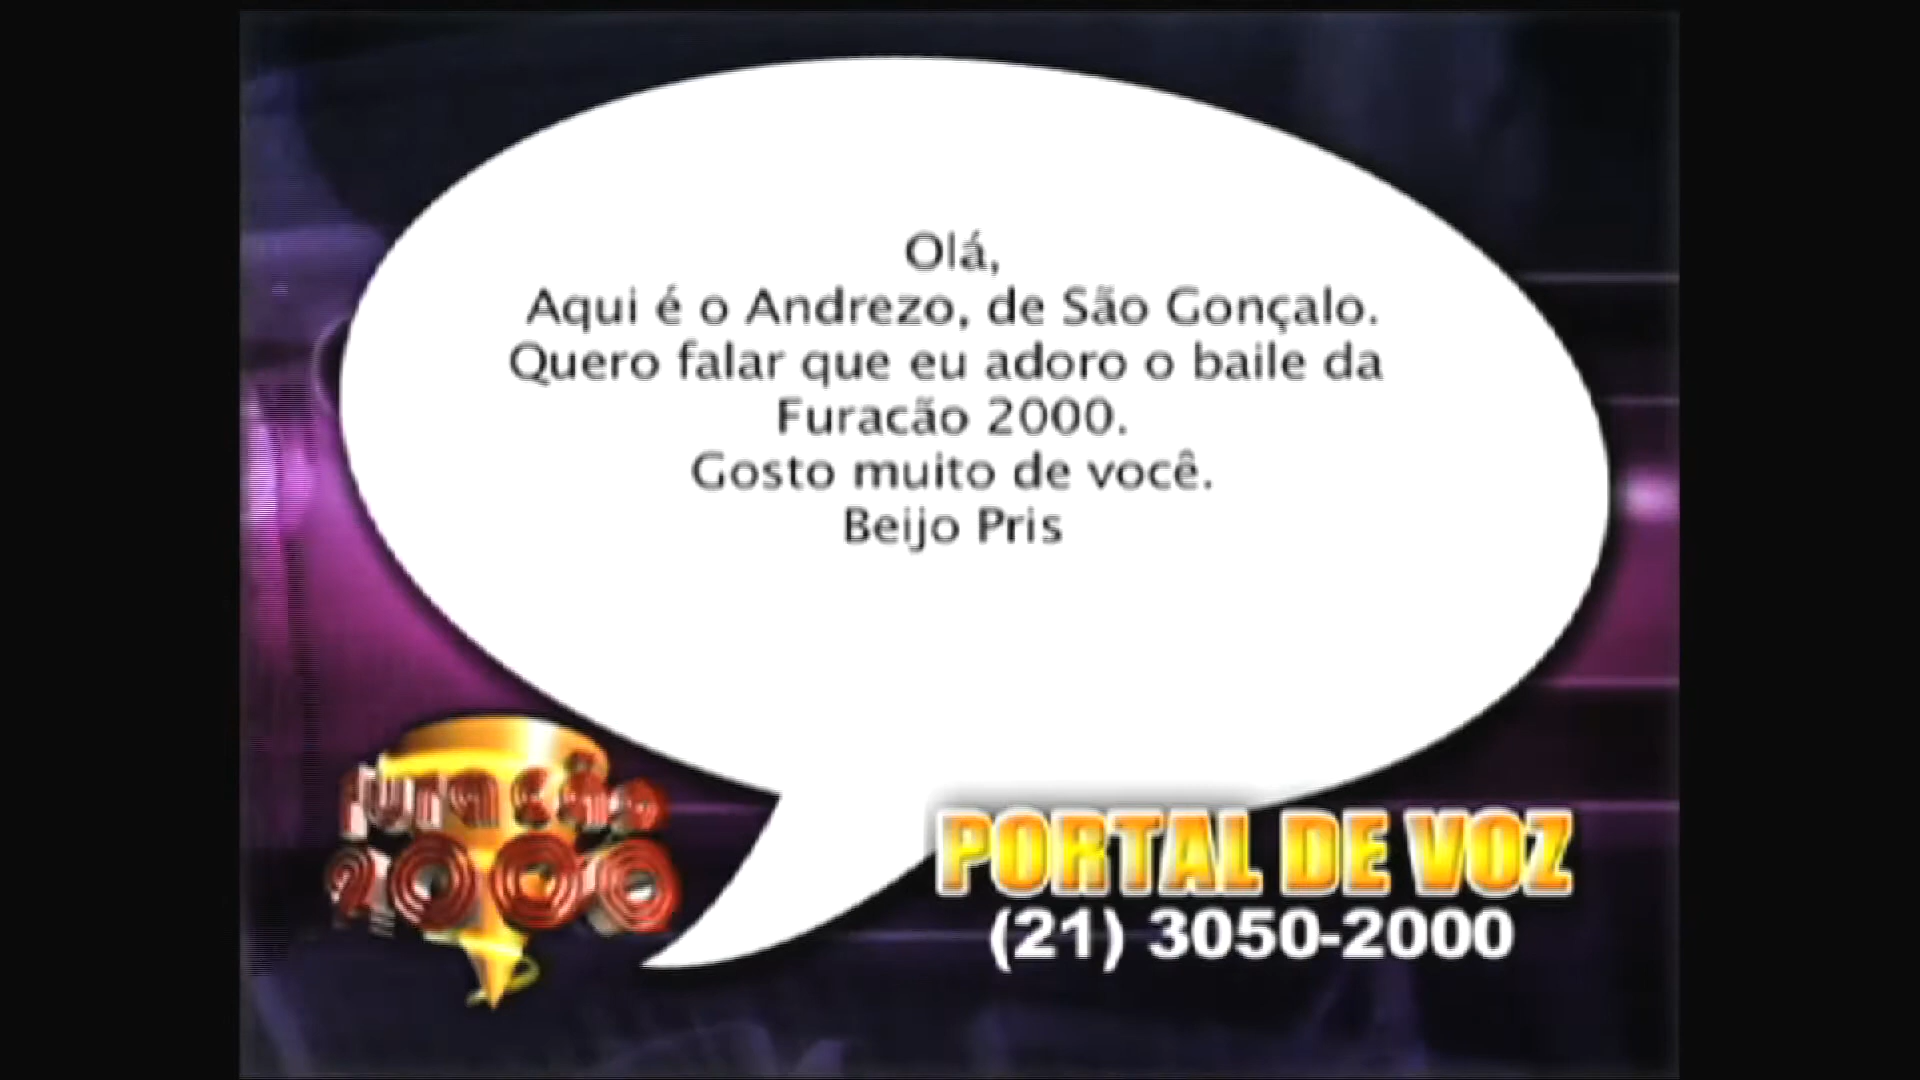 Olá,
Aqui é o Andrezo, de São Gonçalo.
Quero falar que eu adoro o baile da
Furacão 2000.
Gosto muito de você.
Beijo Pris
Furacão
2000
PORTAL DE VOZ
(21) 3050-2000